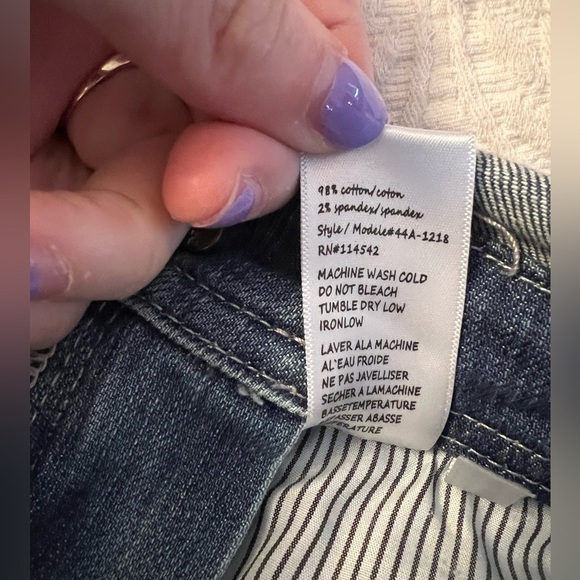 98% cotton/coton
2% spandex/spandex
Style / Modele#44A-1218
RN#114542
MACHINE WASH COLD
DO NOT BLEACH
TUMBLE DRY LOW
IRONLOW
LAVER ALA MACHINE
AL'EAU FROIDE
NE PAS JAVELLISER
SECHER A LAMACHINE
BASSETEMPERATURE
ABASSE